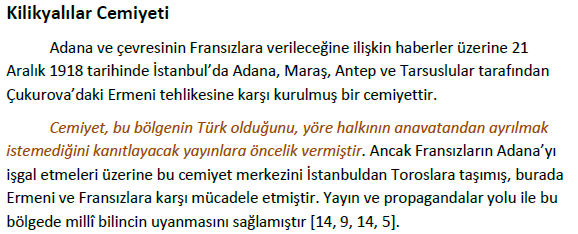 Kilikyalılar Cemiyeti
Adana ve çevresinin Fransızlara verileceğine ilişkin haberler üzerine 21
Aralık 1918 tarihinde İstanbul’da Adana, Maraş, Antep ve Tarsuslular tarafından
Çukurova’daki Ermeni tehlikesine karşı kurulmuş bir cemiyettir.
Cemiyet, bu bölgenin Türk olduğunu, yöre halkının anavatandan ayrılmak
istemediğini kanıtlayacak yayınlara öncelik vermiştir. Ancak Fransızların Adana’yı
işgal etmeleri üzerine bu cemiyet merkezini İstanbuldan Toroslara taşımış, burada
Ermeni ve Fransızlara karşı mücadele etmiştir. Yayın ve propagandalar yolu ile bu
bölgede millî bilincin uyanmasını sağlamıştır [14, 9, 14, 5].